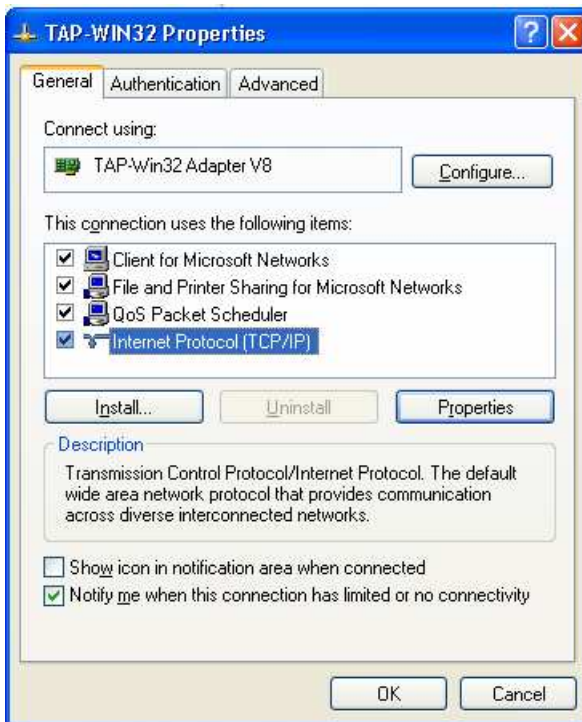 TAP-WIN32 Properties
General
Authentication
Advanced
Connect using:
TAP-Win32 Adapter V8
Configure...
This connection uses the following items:
Client for Microsoft Networks
File and Printer Sharing for Microsoft Networks
QoS Packet Scheduler
Internet Protocol (TCP/IP)
Install...
Uninstall
Properties
Description
Transmission Control Protocol/Internet Protocol. The default
wide area network protocol that provides communication
across diverse interconnected networks.
Show icon in notification area when connected
Notify me when this connection has limited or no connectivity
OK
Cancel